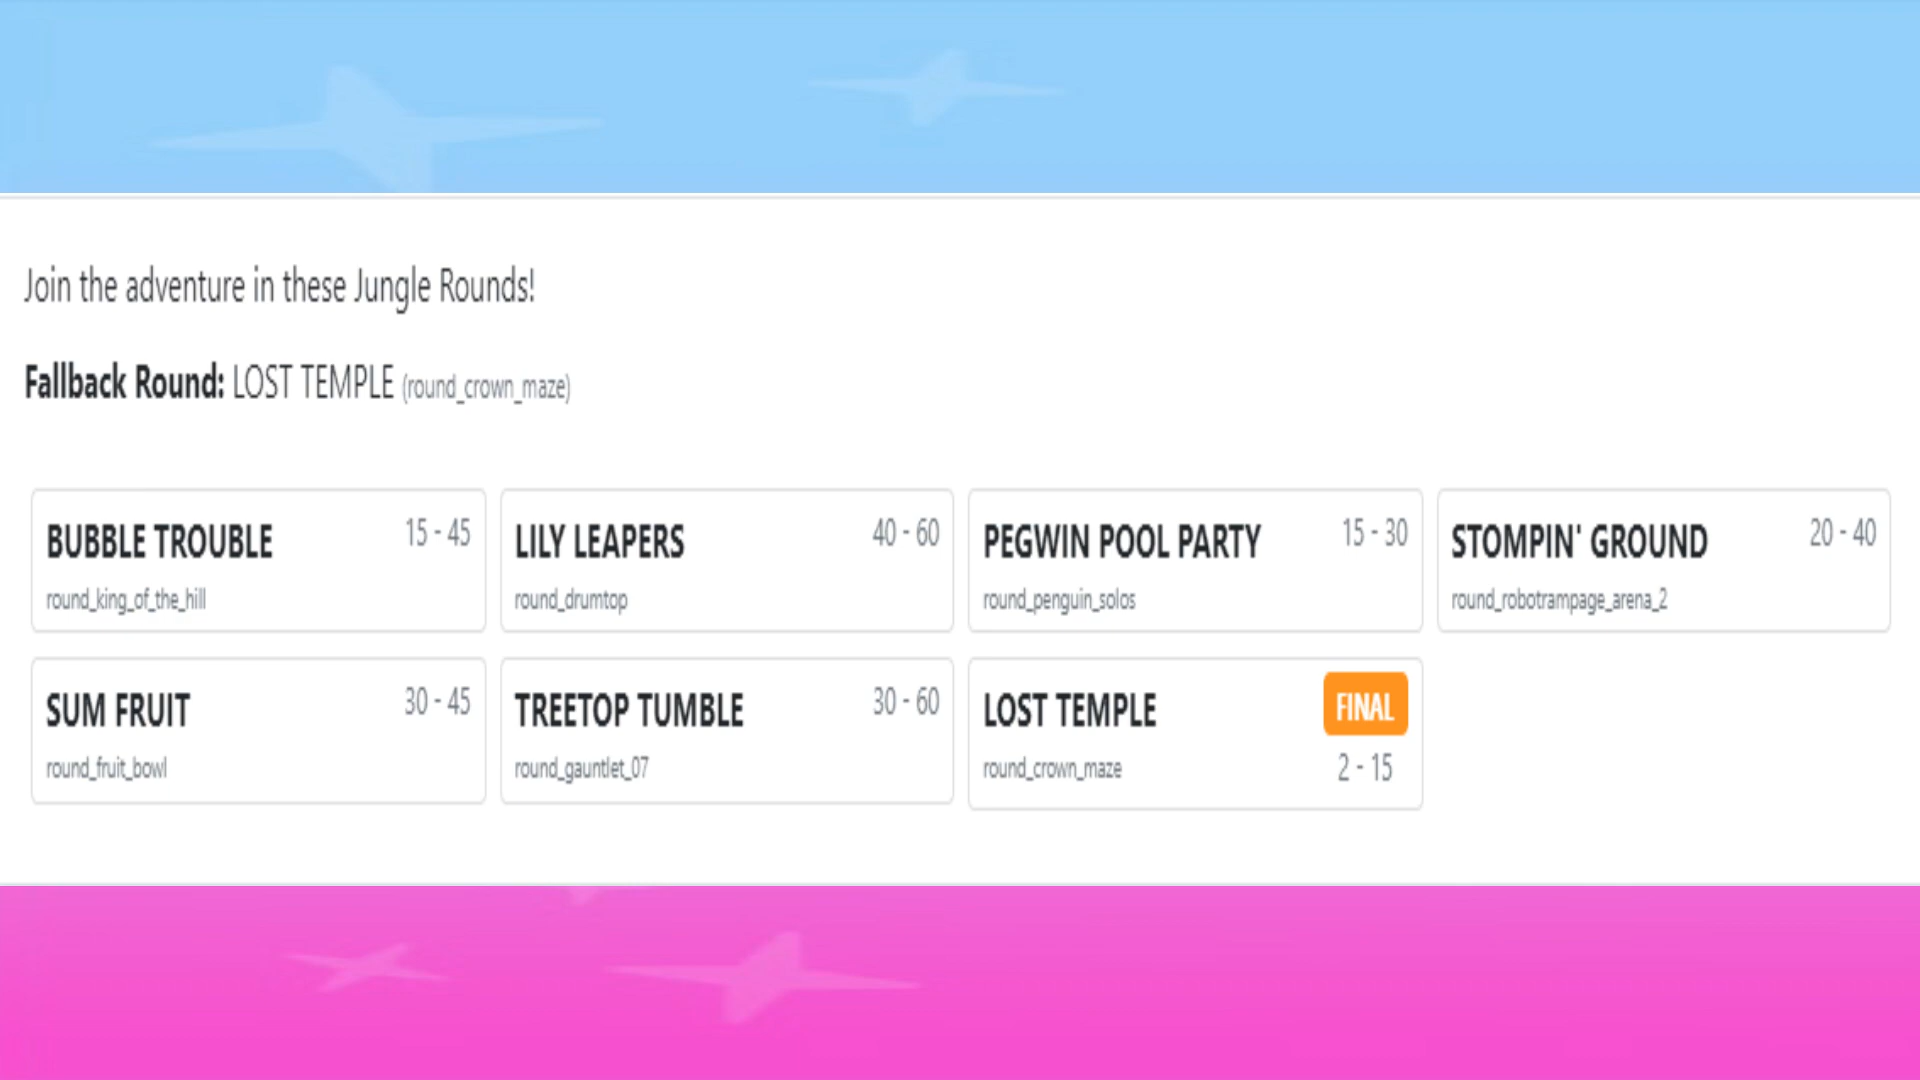 Join the adventure in these Jungle Rounds!
Fallback Round: LOST TEMPLE (round_crown_maze)
BUBBLE TROUBLE 15 - 45
round_king_of_the_hill
LILY LEAPERS 40 - 60
round_drumtop
PEGWIN POOL PARTY 15 - 30
round_penguin_solos
STOMPIN' GROUND 20 - 40
round_robotrampage_arena_2
SUM FRUIT 30 - 45
round_fruit_bowl
TREETOP TUMBLE 30 - 60
round_gauntlet_07
LOST TEMPLE FINAL
round_crown_maze 2 - 15